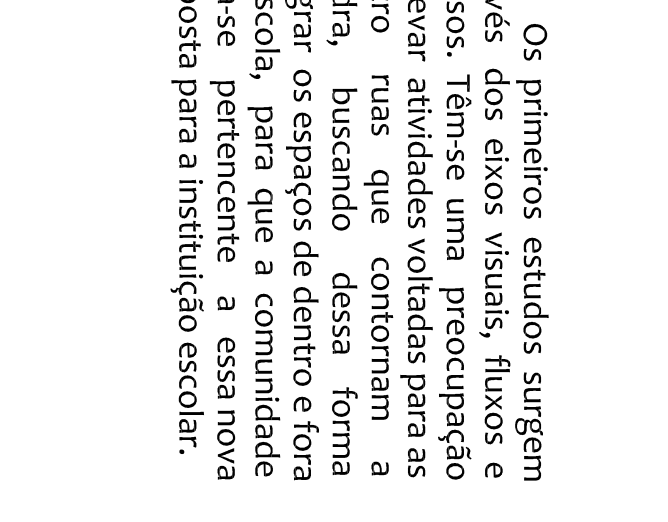 Os primeiros estudos surgem
vés dos eixos visuais, fluxos e
sos. Têm-se uma preocupação
evar atividades voltadas para as
ro ruas que contornam a
dra, buscando dessa forma
grar os espaços de dentro e fora
scola, para que a comunidade
-se pertencente a essa nova
osta para a instituição escolar.